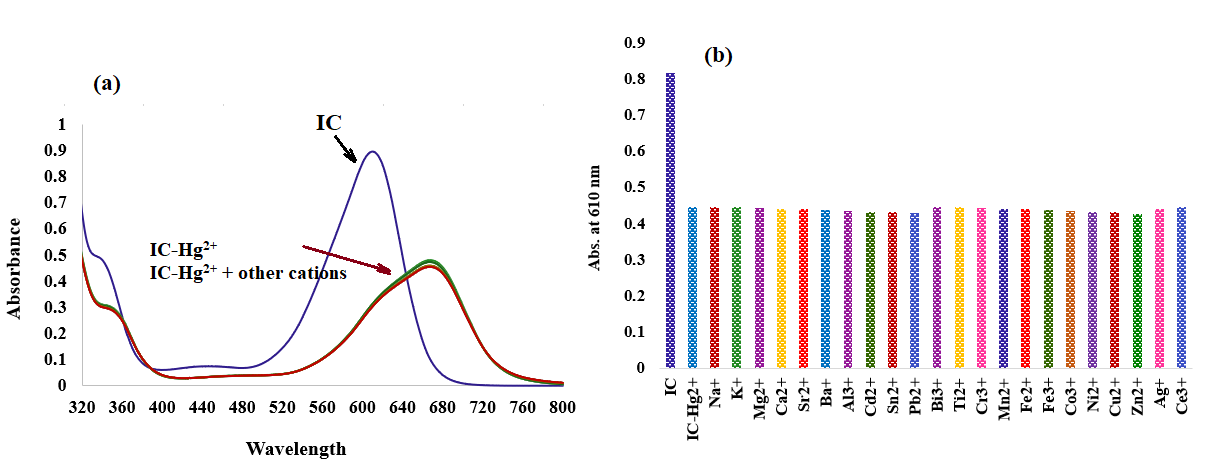 (a)
IC
IC-Hg²⁺
IC-Hg²⁺ + other cations
Absorbance
1
0.9
0.8
0.7
0.6
0.5
0.4
0.3
0.2
0.1
0
320 360 400 440 480 520 560 600 640 680 720 760 800
Wavelength
(b)
Abs. at 610 nm
0.9
0.8
0.7
0.6
0.5
0.4
0.3
0.2
0.1
0
IC
IC-Hg2+
Na+
K+
Mg2+
Ca2+
Sr2+
Ba+
Al3+
Cd2+
Sn2+
Pb2+
Bi3+
Ti2+
Cr3+
Mn2+
Fe2+
Fe3+
Co3+
Ni2+
Cu2+
Zn2+
Ag+
Ce3+